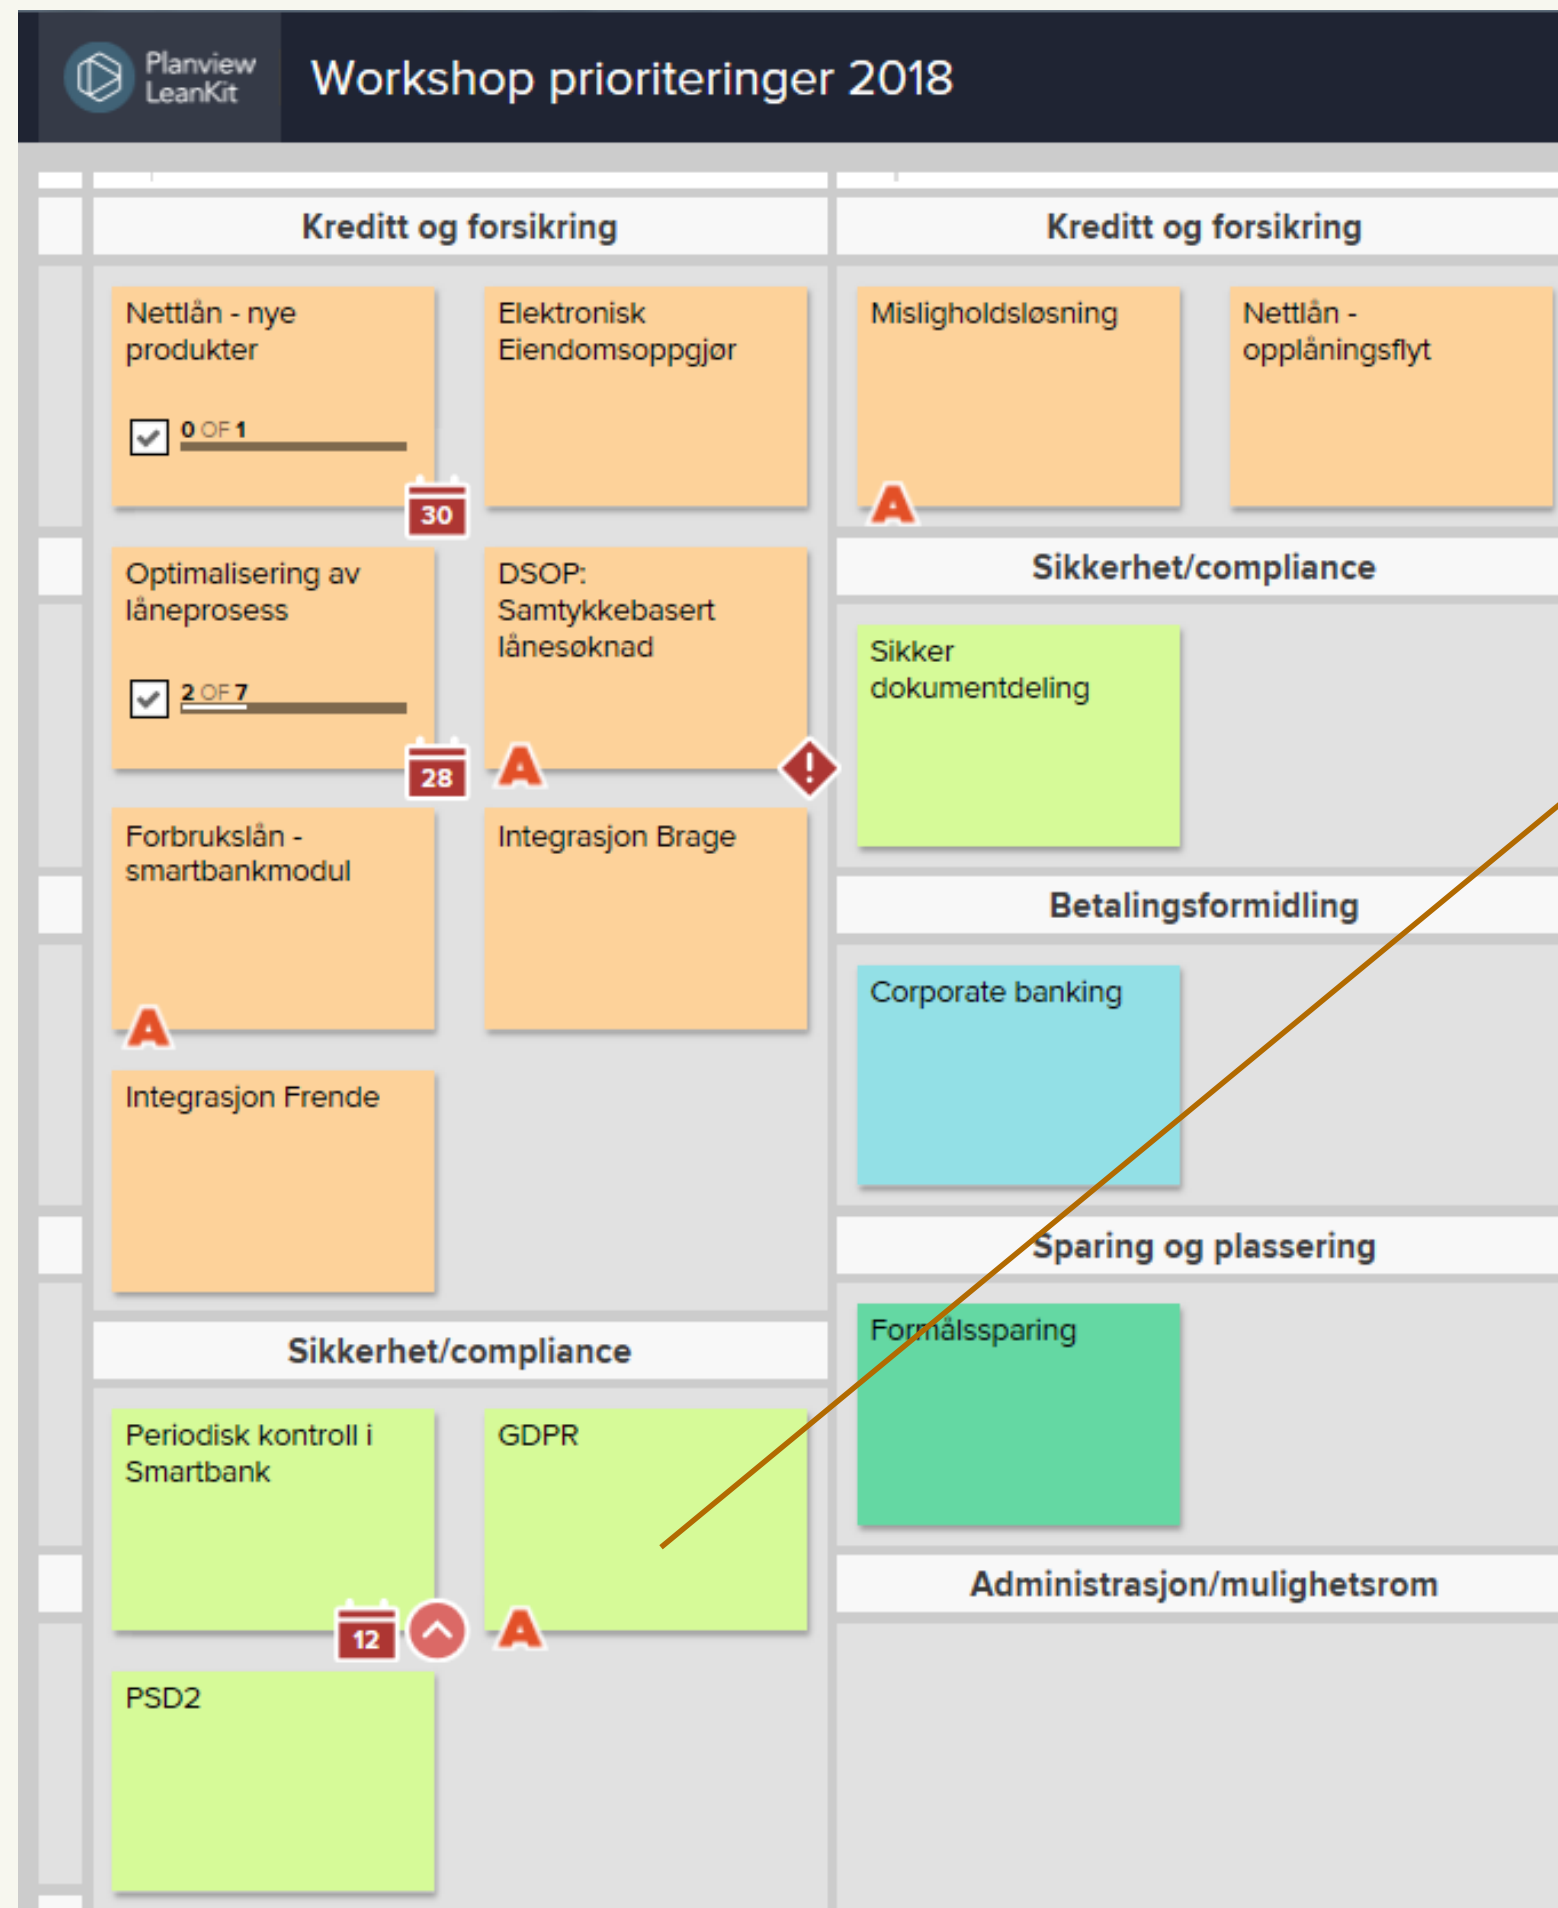 Planview
LeanKit
Workshop prioriteringer 2018
Kreditt og forsikring
Nettlån - nye
produkter
0 OF 1
30
Elektronisk
Eiendomsoppgjør
Optimalisering av
låneprosess
2 OF 7
28
DSOP:
Samtykkebasert
lånesøknad
A
!
Forbrukslån -
smartbankmodul
A
Integrasjon Brage
Integrasjon Frende
Sikkerhet/compliance
Periodisk kontroll i
Smartbank
12
GDPR
A
PSD2
Kreditt og forsikring
Misligholdsløsning
A
Nettlån -
opplåningsflyt
Sikkerhet/compliance
Sikker
dokumentdeling
Betalingsformidling
Corporate banking
Sparing og plassering
Formålssparing
Administrasjon/mulighetsrom